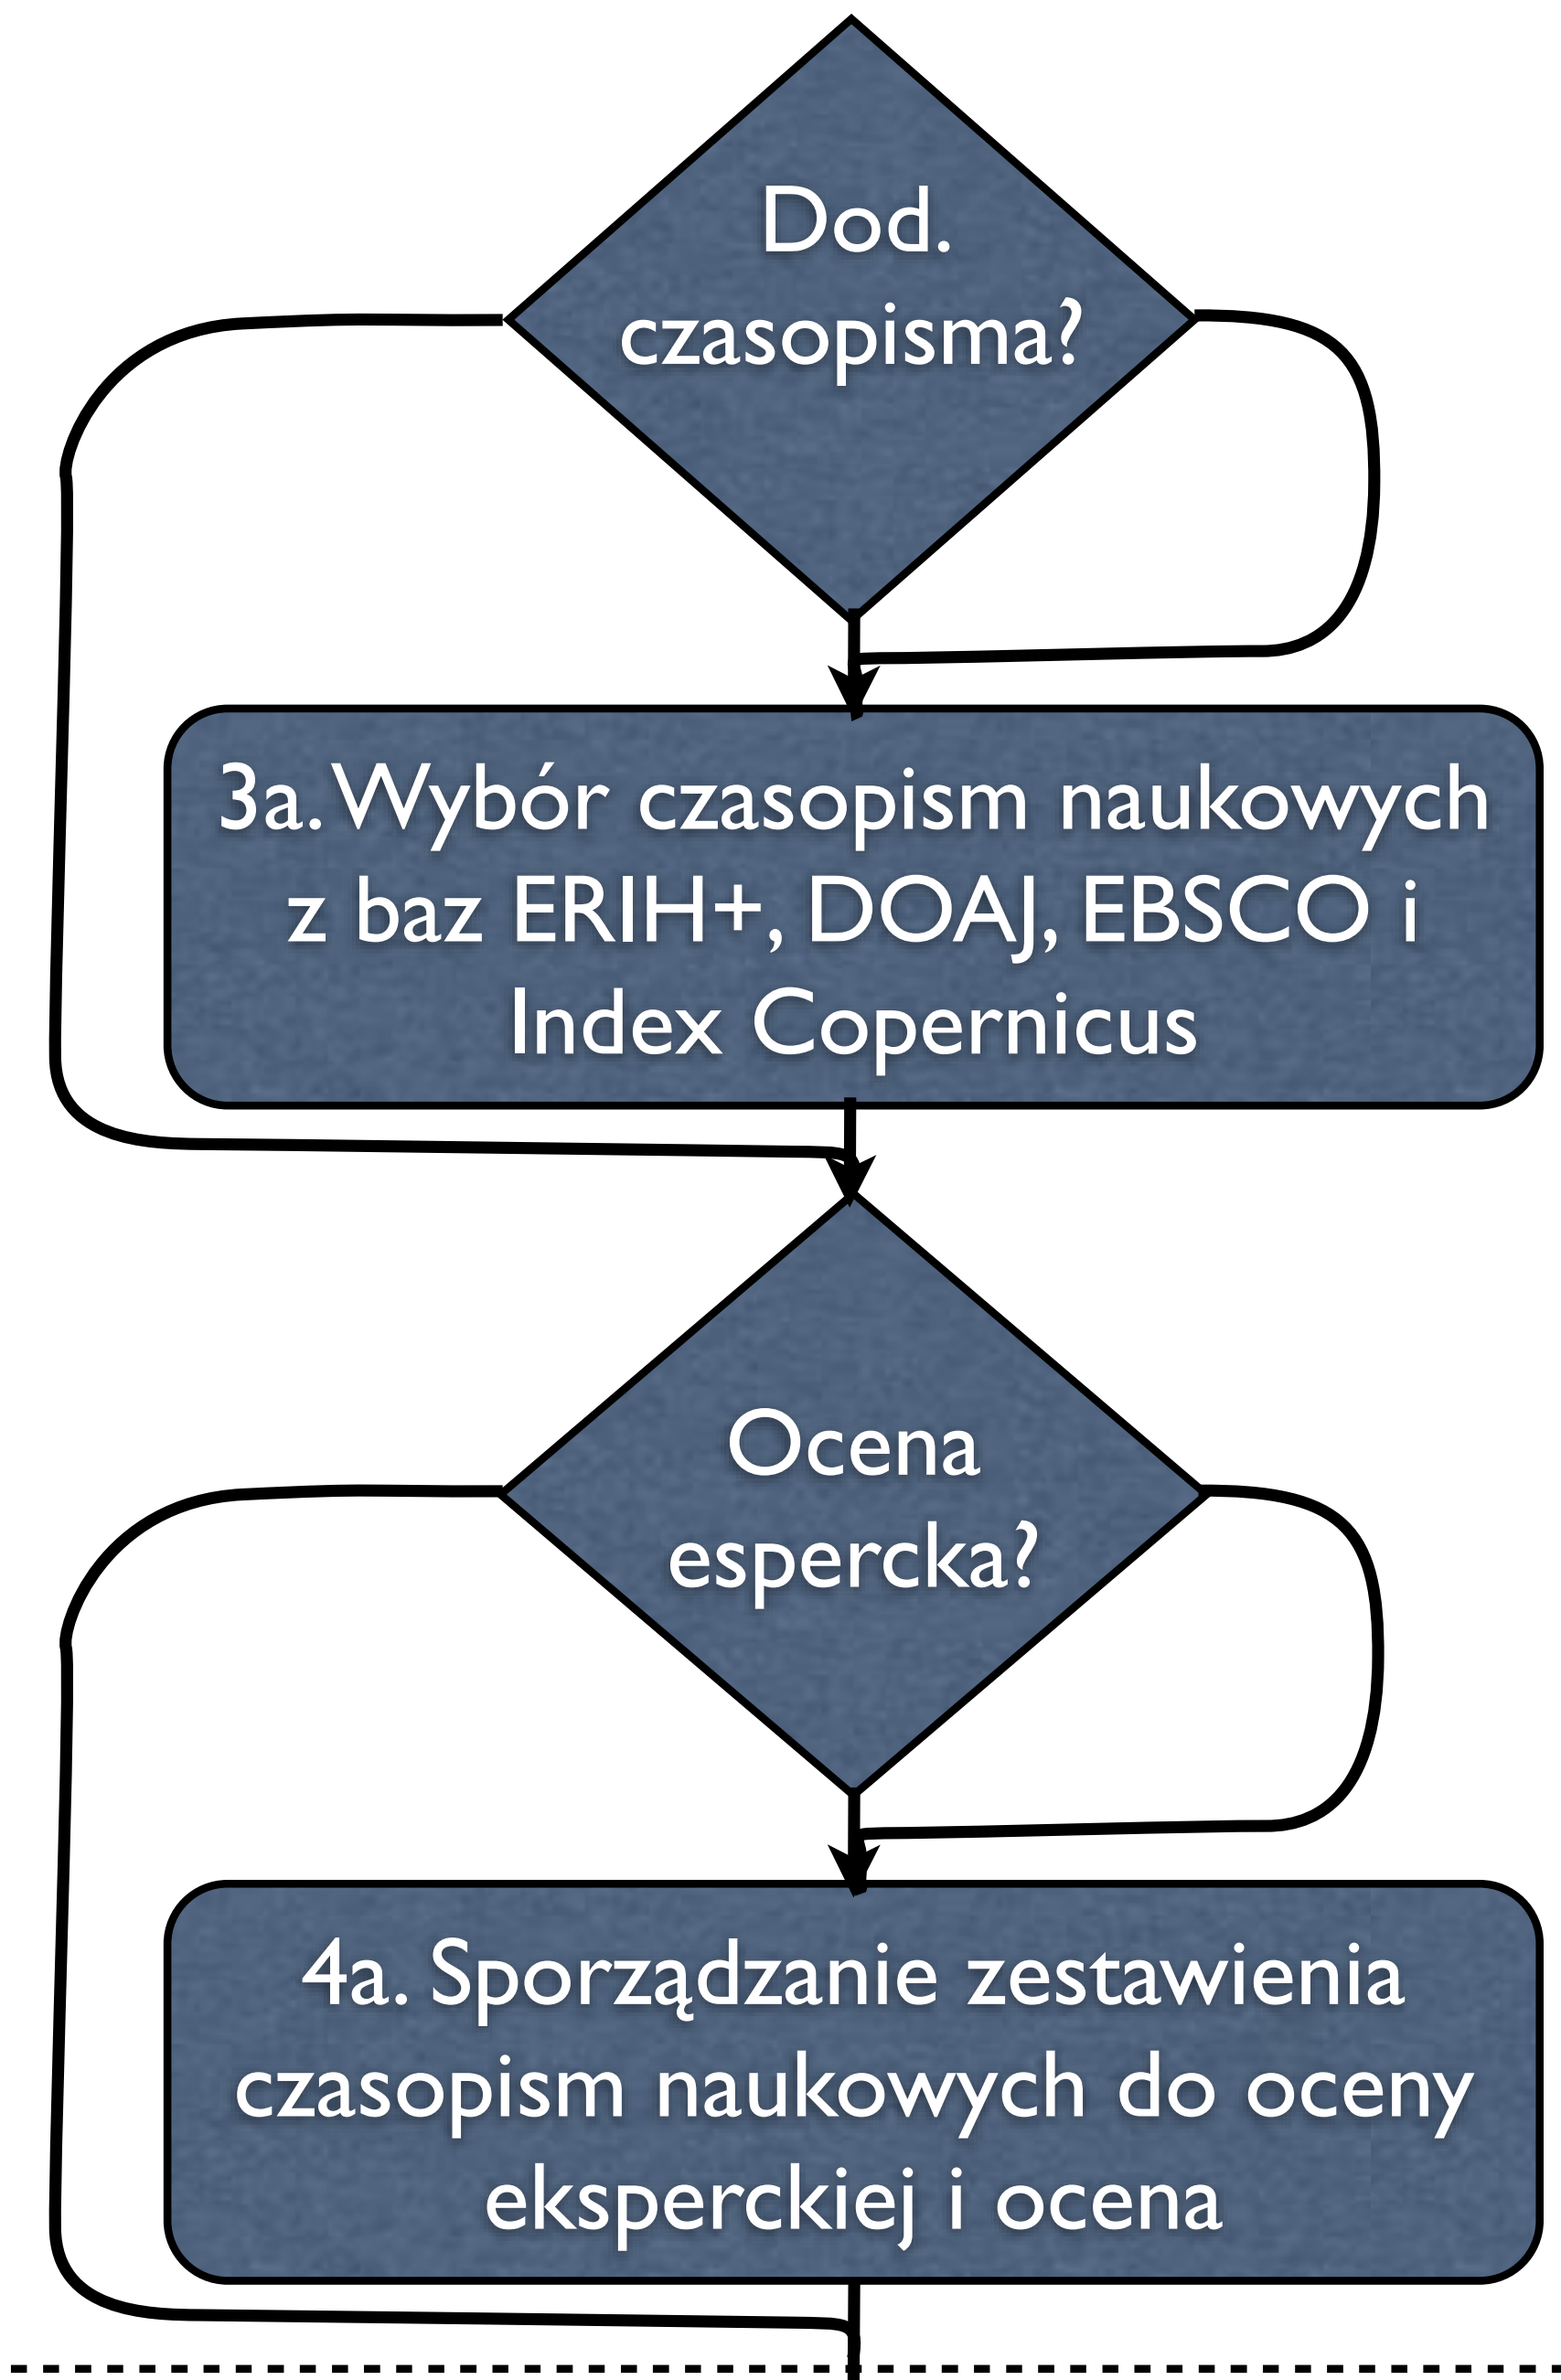 Dod.
czasopisma?
3a. Wybór czasopism naukowych
z baz ERIH+, DOAJ, EBSCO i
Index Copernicus
Ocena
espercka?
4a. Sporządzanie zestawienia
czasopism naukowych do oceny
eksperckiej i ocena